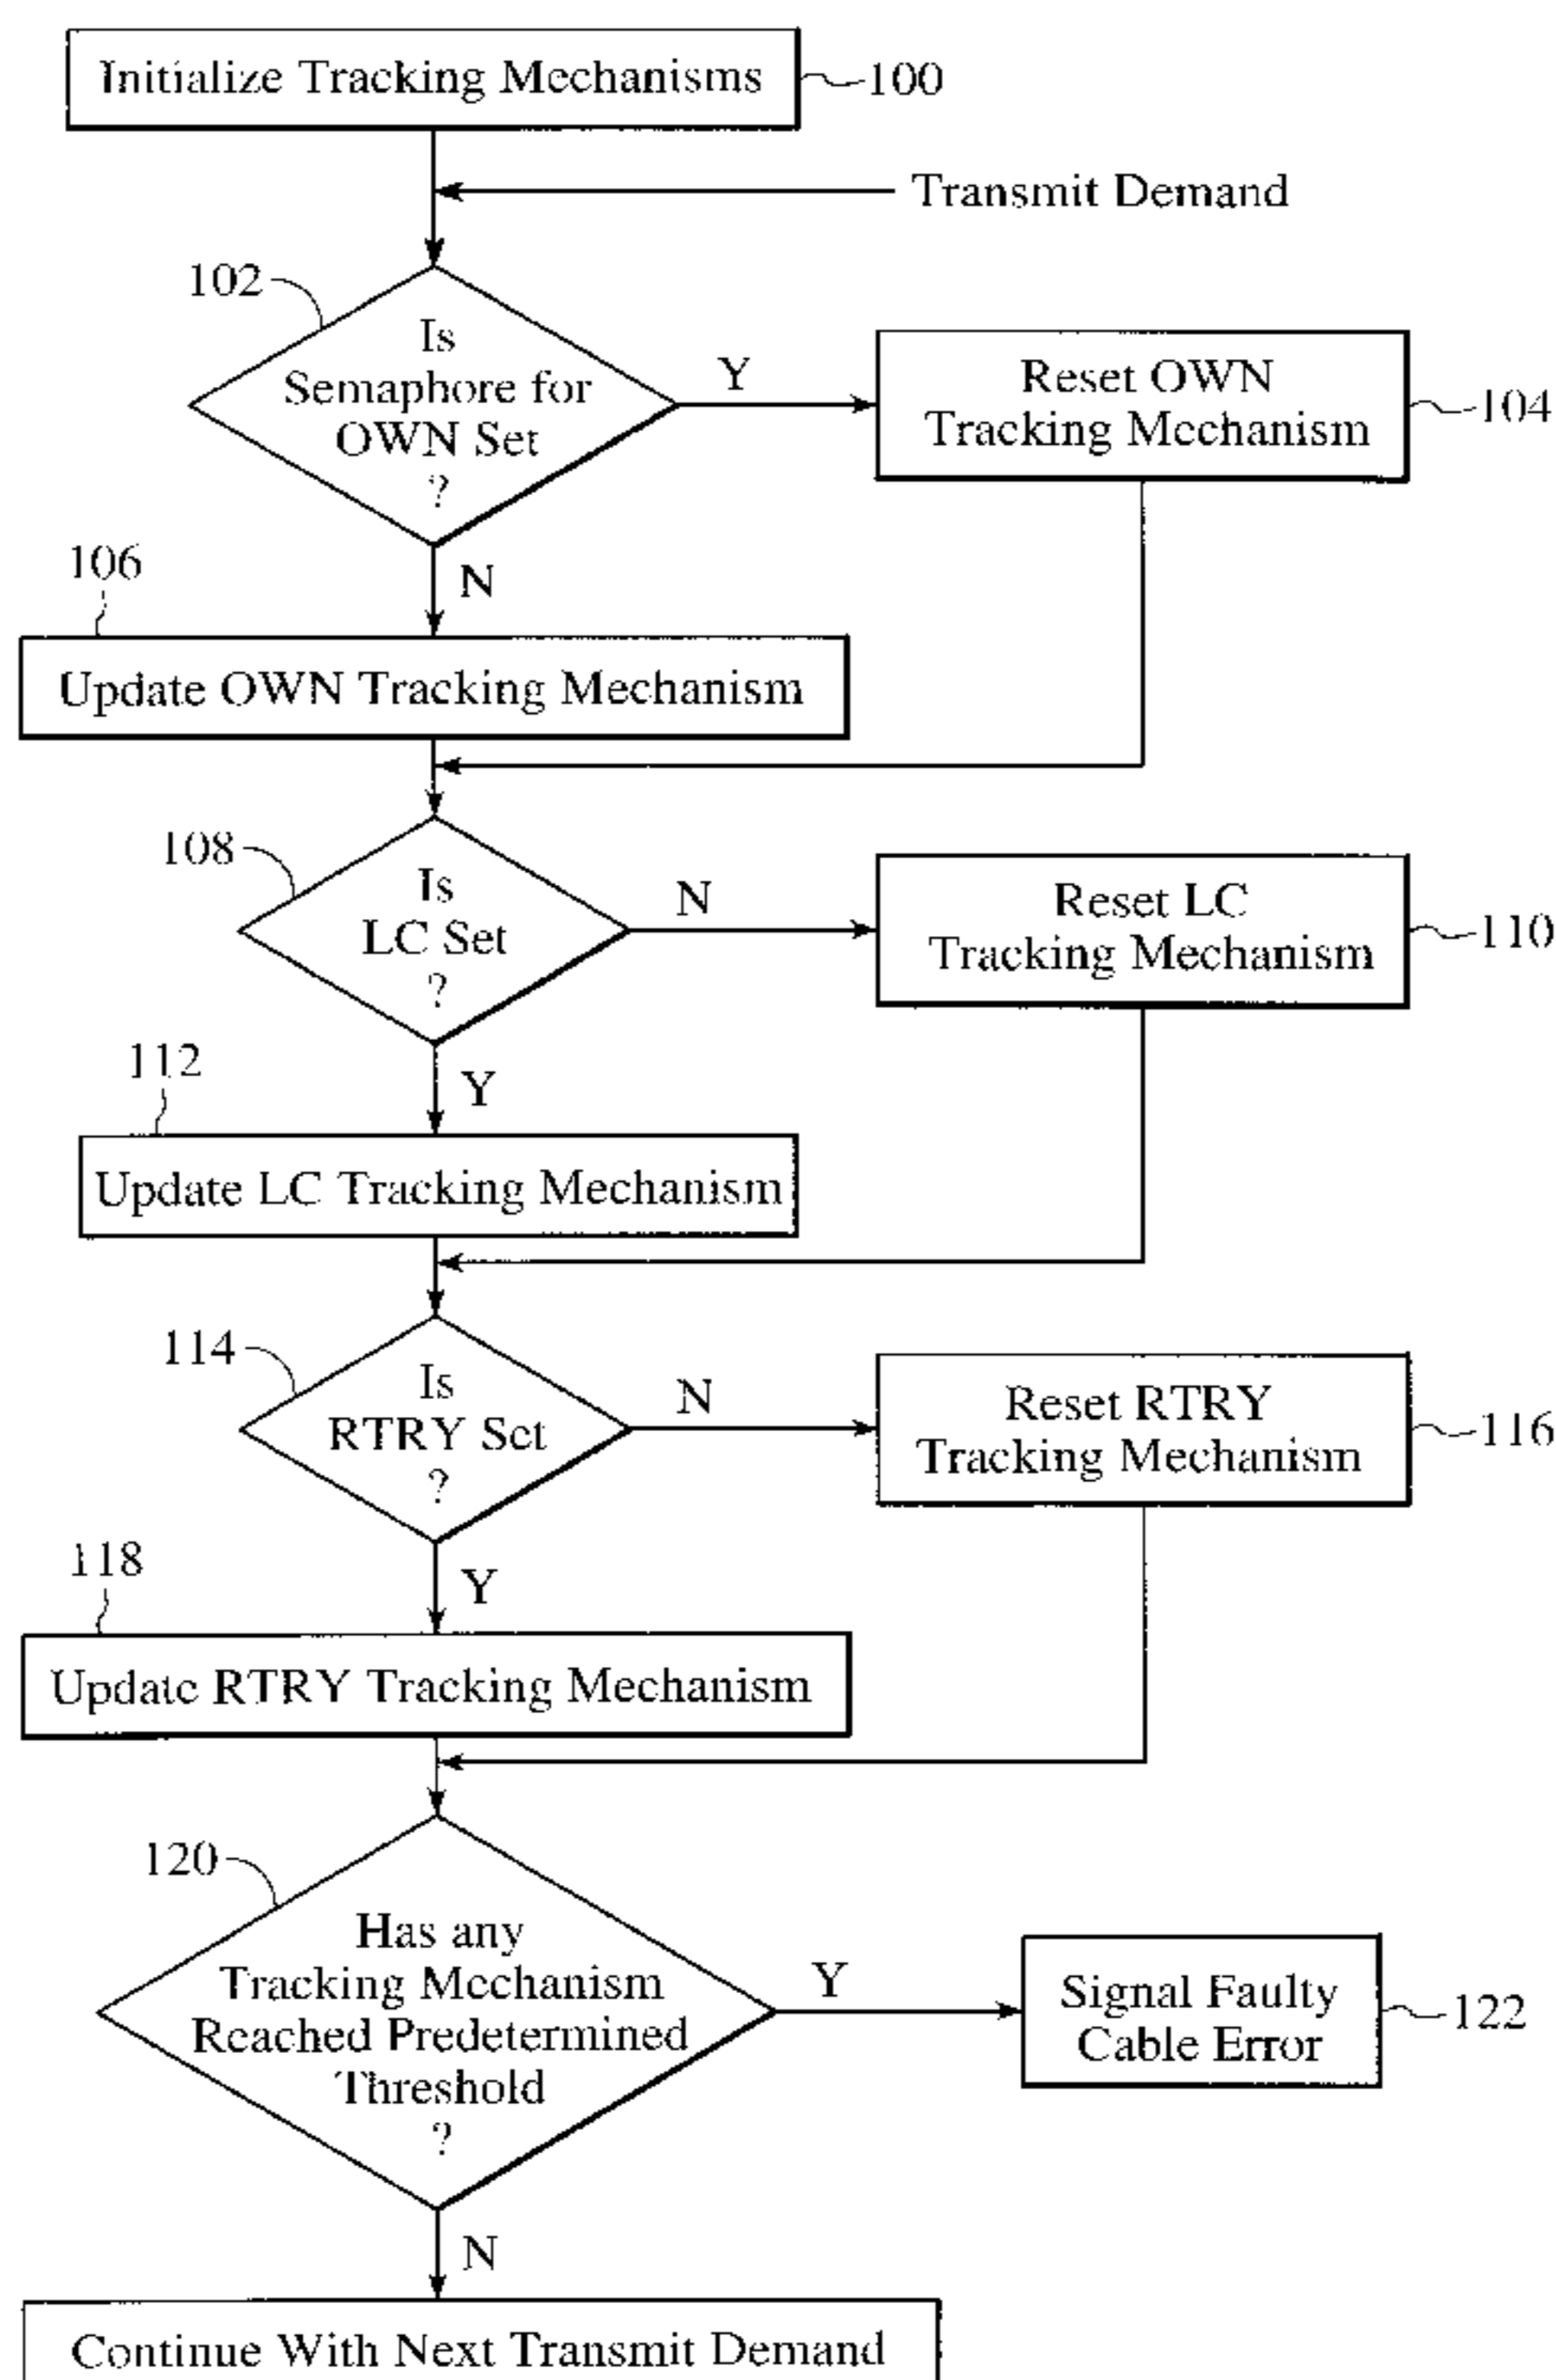 Initialize Tracking Mechanisms
100
Transmit Demand
102
Is
Semaphore for
OWN Set
?
Y
Reset OWN
Tracking Mechanism
104
N
106
Update OWN Tracking Mechanism
108
Is
LC Set
?
N
Reset LC
Tracking Mechanism
110
Y
112
Update LC Tracking Mechanism
114
Is
RTRY Set
?
N
Reset RTRY
Tracking Mechanism
116
Y
118
Update RTRY Tracking Mechanism
120
Has any
Tracking Mechanism
Reached Predetermined
Threshold
?
Y
Signal Faulty
Cable Error
122
N
Continue With Next Transmit Demand